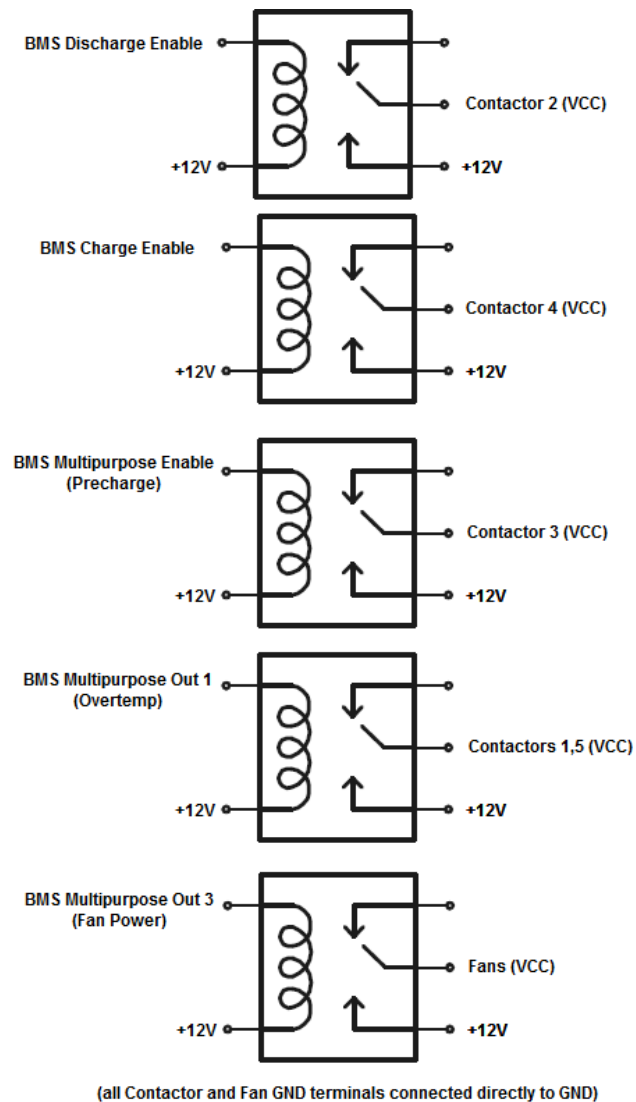 BMS Discharge Enable
Contactor 2 (VCC)
+12V
+12V
BMS Charge Enable
Contactor 4 (VCC)
+12V
+12V
BMS Multipurpose Enable
(Precharge)
Contactor 3 (VCC)
+12V
+12V
BMS Multipurpose Out 1
(Overtemp)
Contactors 1,5 (VCC)
+12V
+12V
BMS Multipurpose Out 3
(Fan Power)
Fans (VCC)
+12V
+12V
(all Contactor and Fan GND terminals connected directly to GND)